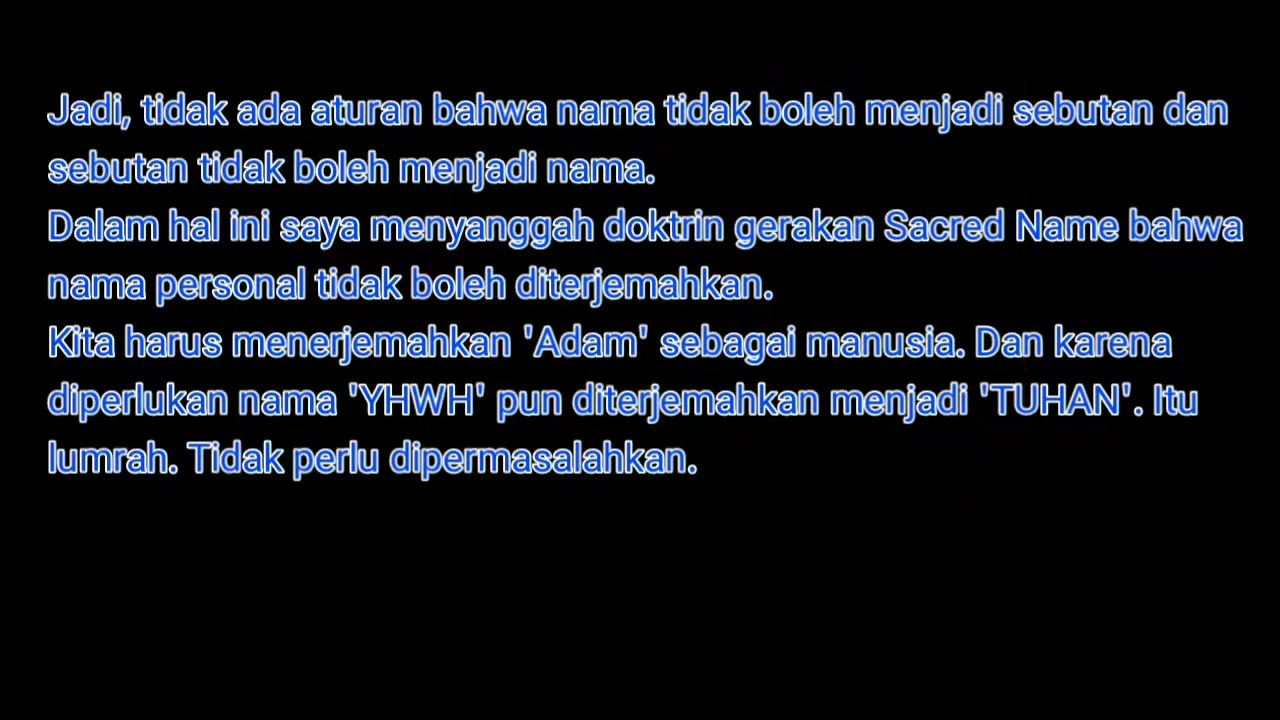 Jadi, tidak ada aturan bahwa nama tidak boleh menjadi sebutan dan
sebutan tidak boleh menjadi nama.
Dalam hal ini saya menyanggah doktrin gerakan Sacred Name bahwa
nama personal tidak boleh diterjemahkan.
Kita harus menerjemahkan 'Adam' sebagai manusia. Dan karena
diperlukan nama 'YHWH' pun diterjemahkan menjadi 'TUHAN'. Itu
lumrah. Tidak perlu dipermasalahkan.